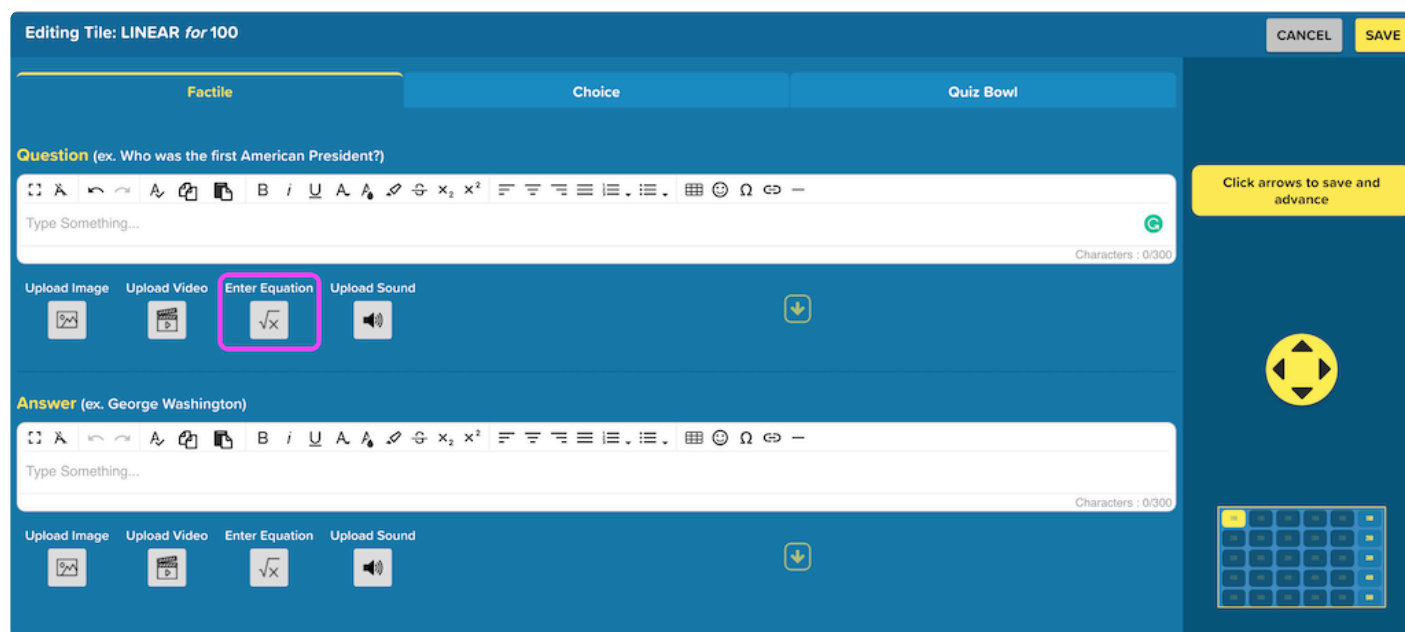 Editing Tile: LINEAR for 100
CANCEL
SAVE
Factile
Choice
Quiz Bowl
Question (ex. Who was the first American President?)
Type Something...
Characters : 0/300
Upload Image
Upload Video
Enter Equation
Upload Sound
Click arrows to save and
advance
Answer (ex. George Washington)
Type Something...
Characters : 0/300
Upload Image
Upload Video
Enter Equation
Upload Sound